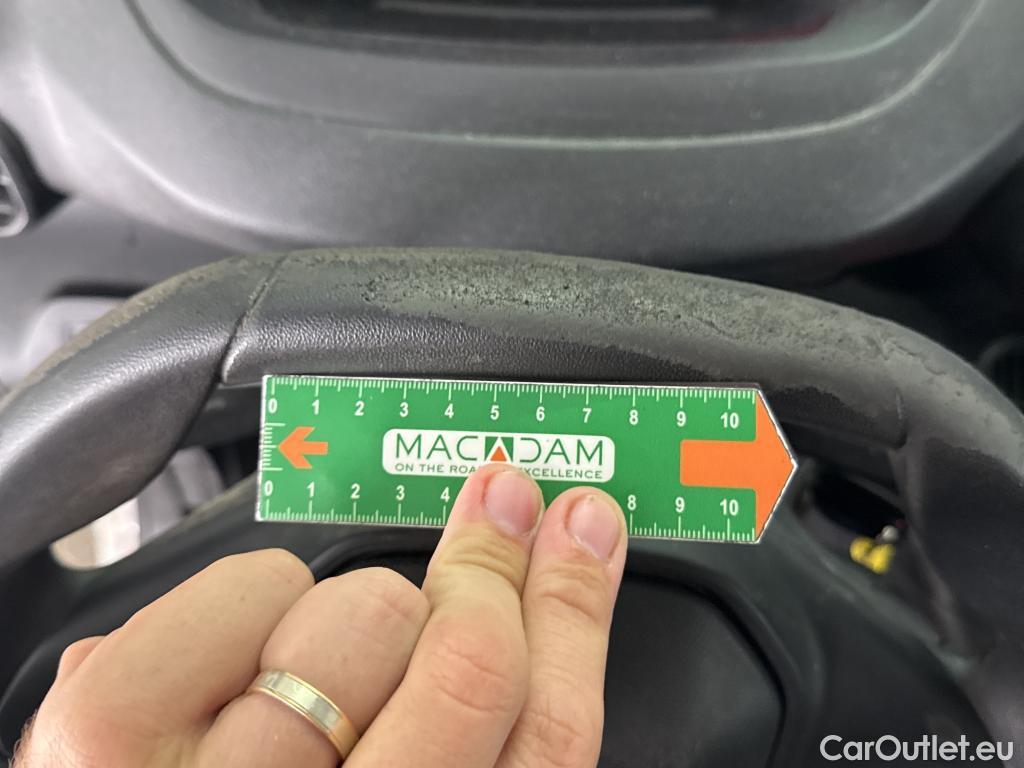 0 1 2 3 4 5 6 7 8 9 10
MACADAM
ON THE ROAD EXCELLENCE
0 1 2 3 4 8 9 10
CarOutlet.eu